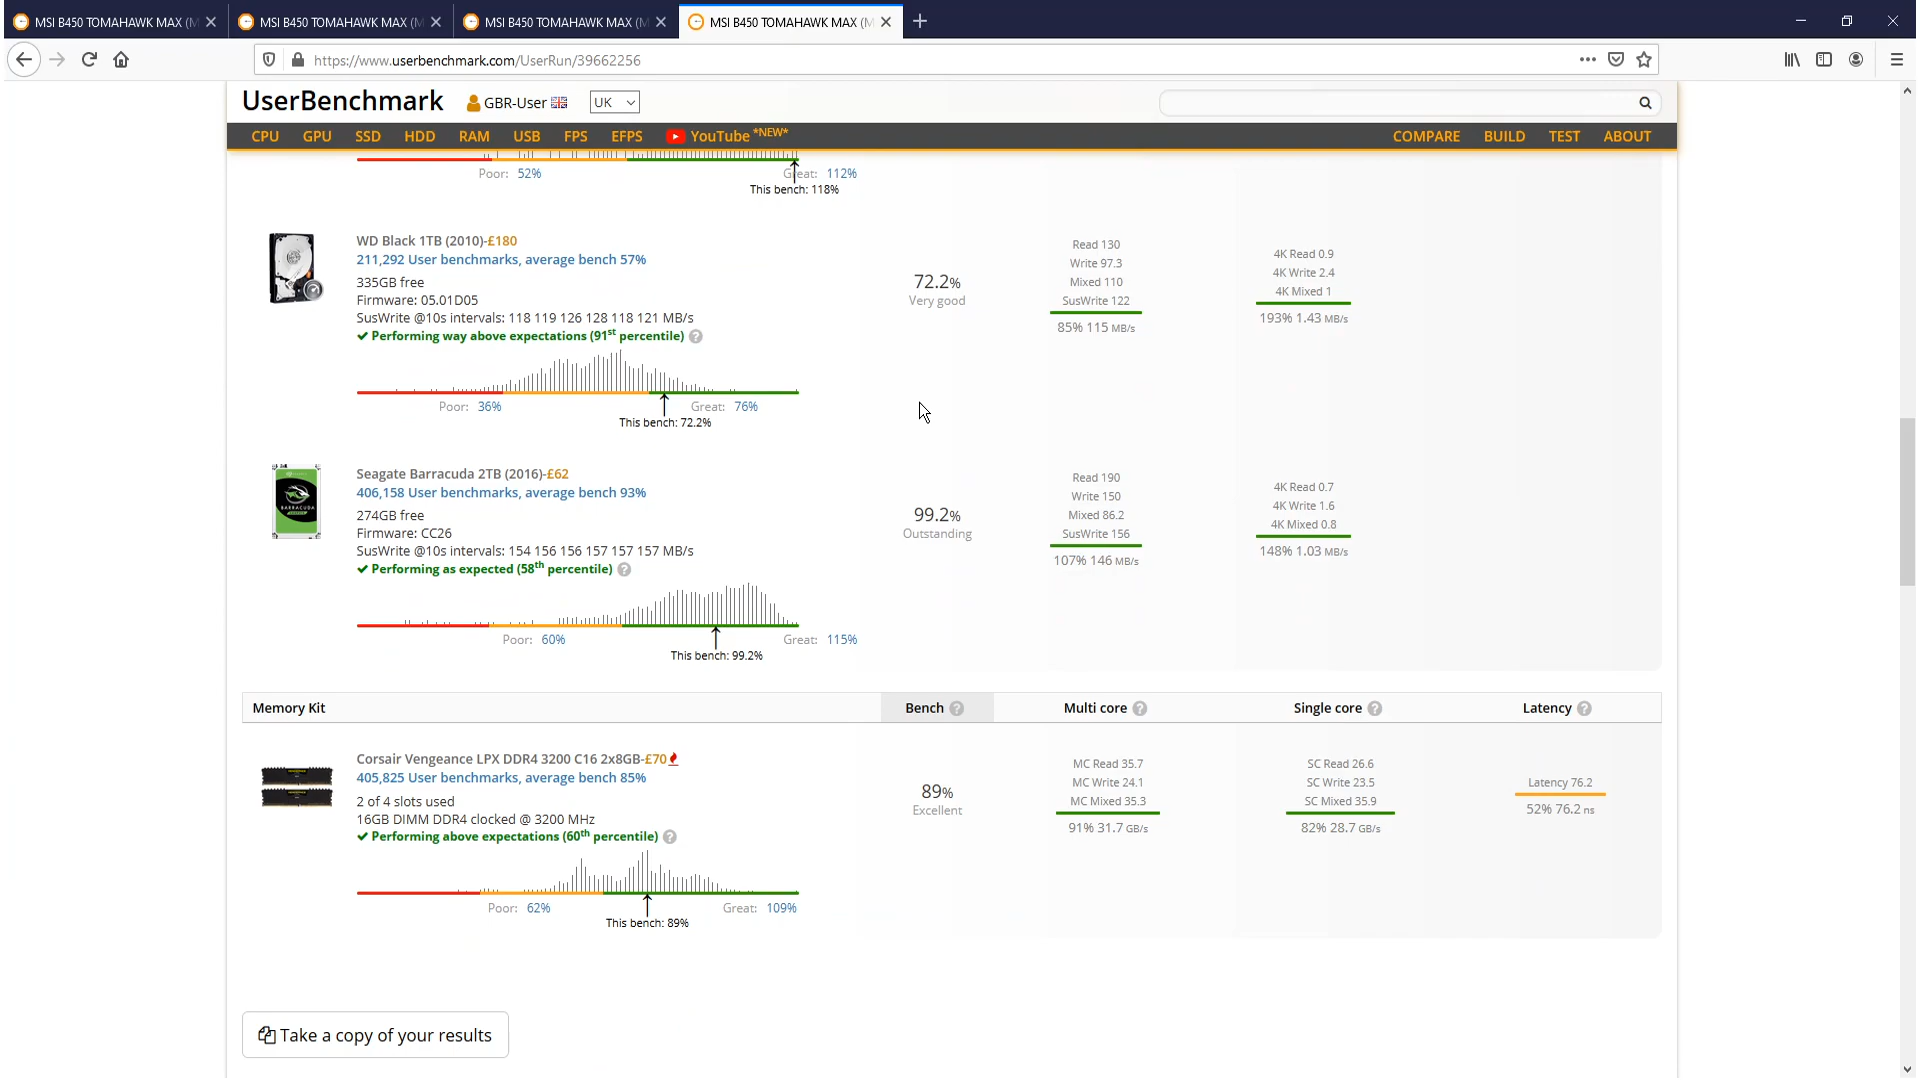 MSI B450 TOMAHAWK MAX (M
MSI B450 TOMAHAWK MAX (M
MSI B450 TOMAHAWK MAX (M
MSI B450 TOMAHAWK MAX (M
https://www.userbenchmark.com/UserRun/39662256
UserBenchmark
GBR-User
UK
CPU GPU SSD HDD RAM USB FPS EFPS YouTube *NEW* COMPARE BUILD TEST ABOUT
Poor: 52% Great: 112%
This bench: 118%
WD Black 1TB (2010)-£180
211,292 User benchmarks, average bench 57%
335GB free
Firmware: 05.01D05
SusWrite @10s intervals: 118 119 126 128 118 121 MB/s
✔ Performing way above expectations (91st percentile) ?
Poor: 36% Great: 76%
This bench: 72.2%
72.2%
Very good
Read 130
Write 97.3
Mixed 110
SusWrite 122
85% 115 MB/s
4K Read 0.9
4K Write 2.4
4K Mixed 1
193% 1.43 MB/s
Seagate Barracuda 2TB (2016)-£62
406,158 User benchmarks, average bench 93%
274GB free
Firmware: CC26
SusWrite @10s intervals: 154 156 156 157 157 157 MB/s
✔ Performing as expected (58th percentile) ?
Poor: 60% Great: 115%
This bench: 99.2%
99.2%
Outstanding
Read 190
Write 150
Mixed 86.2
SusWrite 156
107% 146 MB/s
4K Read 0.7
4K Write 1.6
4K Mixed 0.8
148% 1.03 MB/s
BARRACUDA
Memory Kit Bench ? Multi core ? Single core ? Latency ?
Corsair Vengeance LPX DDR4 3200 C16 2x8GB-£70
405,825 User benchmarks, average bench 85%
2 of 4 slots used
16GB DIMM DDR4 clocked @ 3200 MHz
✔ Performing above expectations (60th percentile) ?
Poor: 62% Great: 109%
This bench: 89%
89%
Excellent
MC Read 35.7
MC Write 24.1
MC Mixed 35.3
91% 31.7 GB/s
SC Read 26.6
SC Write 23.5
SC Mixed 35.9
82% 28.7 GB/s
Latency 76.2
52% 76.2 ns
Take a copy of your results